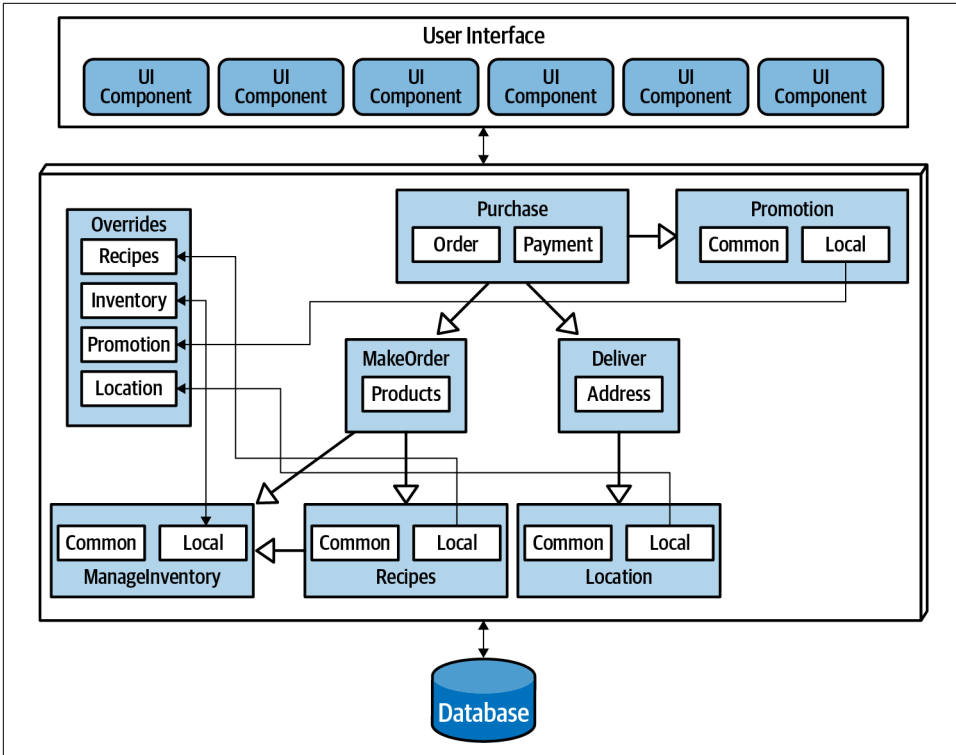 User Interface
UI
Component
UI
Component
UI
Component
UI
Component
UI
Component
UI
Component
Overrides
Recipes
Inventory
Promotion
Location
Purchase
Order
Payment
Promotion
Common
Local
MakeOrder
Products
Deliver
Address
Common
Local
ManageInventory
Common
Local
Recipes
Common
Local
Location
Database